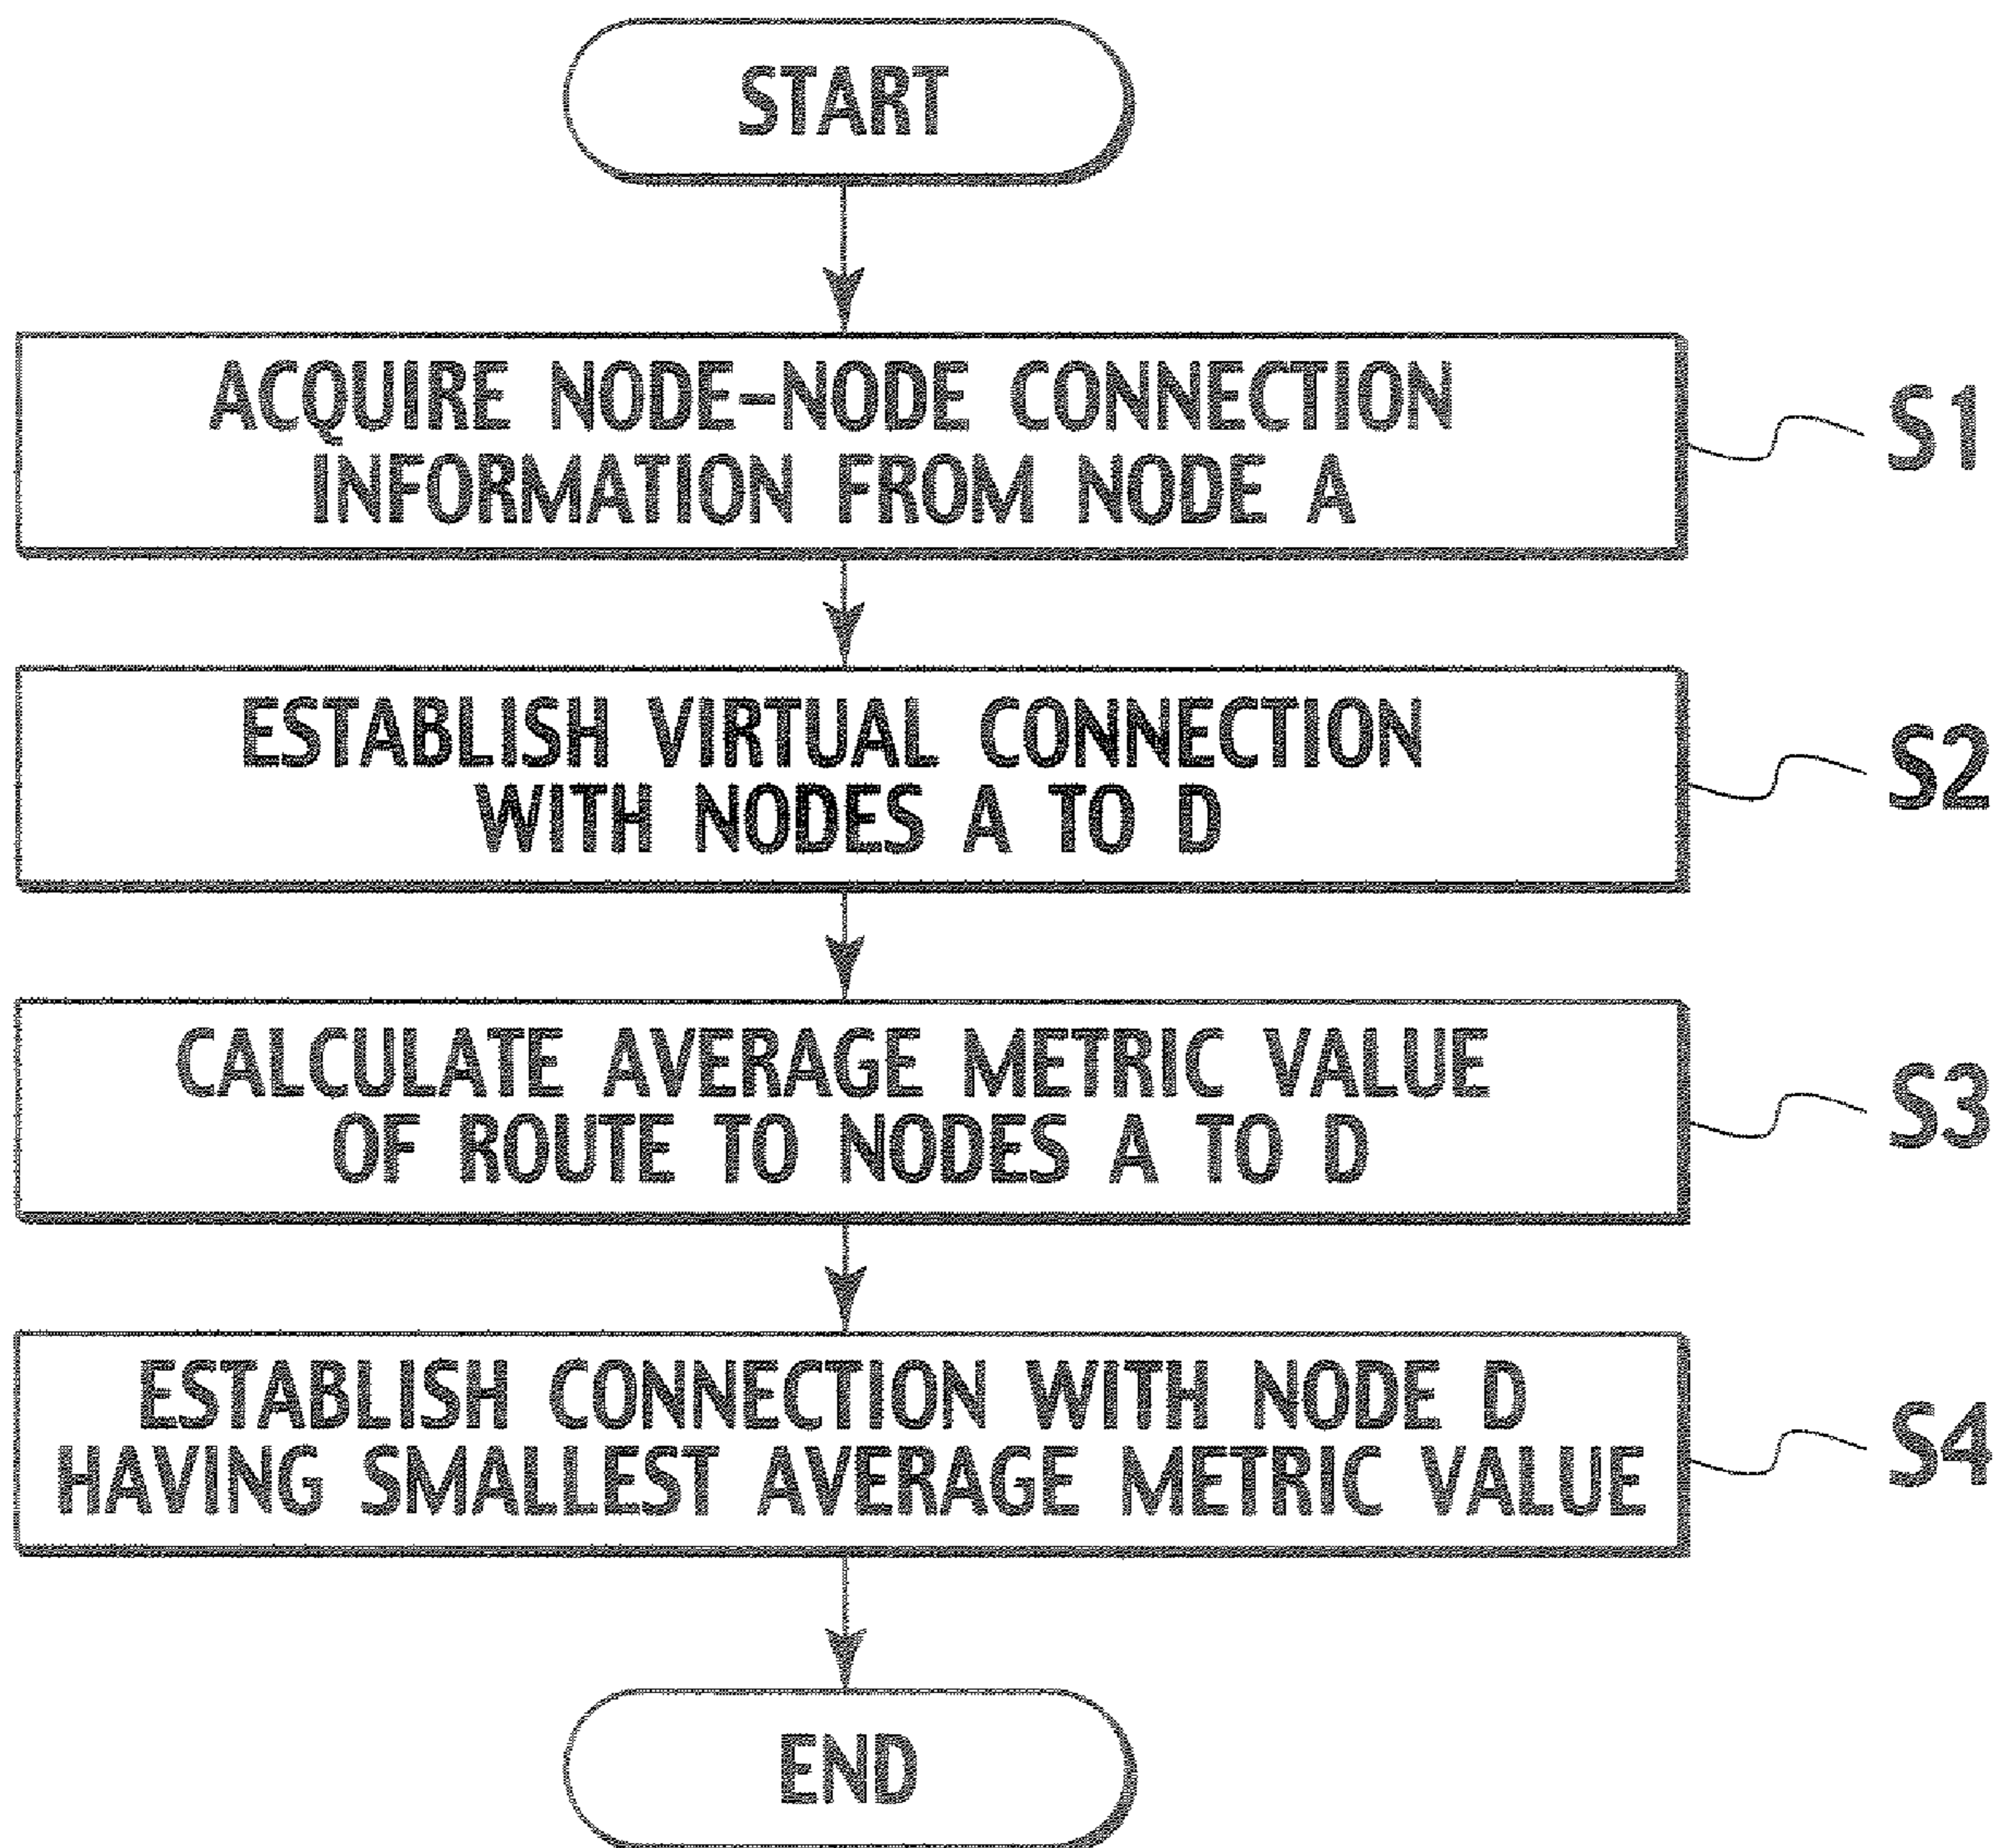 START
ACQUIRE NODE-NODE CONNECTION
INFORMATION FROM NODE A
S1
ESTABLISH VIRTUAL CONNECTION
WITH NODES A TO D
S2
CALCULATE AVERAGE METRIC VALUE
OF ROUTE TO NODES A TO D
S3
ESTABLISH CONNECTION WITH NODE D
HAVING SMALLEST AVERAGE METRIC VALUE
S4
END